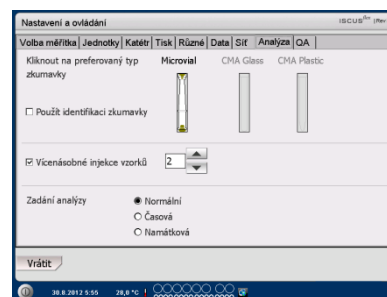 Nastavení a ovládání
ISCUSflex
Volba měřítka Jednotky Katétr Tisk Různé Data Síť Analýza QA
Kliknout na preferovaný typ zkumavky
Microvial CMA Glass CMA Plastic
Použít identifikaci zkumavky
Vícenásobné injekce vzorků 2
Zadání analýzy
Normální
Časová
Namátková
Vrátit
30.8.2012 5:55 28,0 °C !